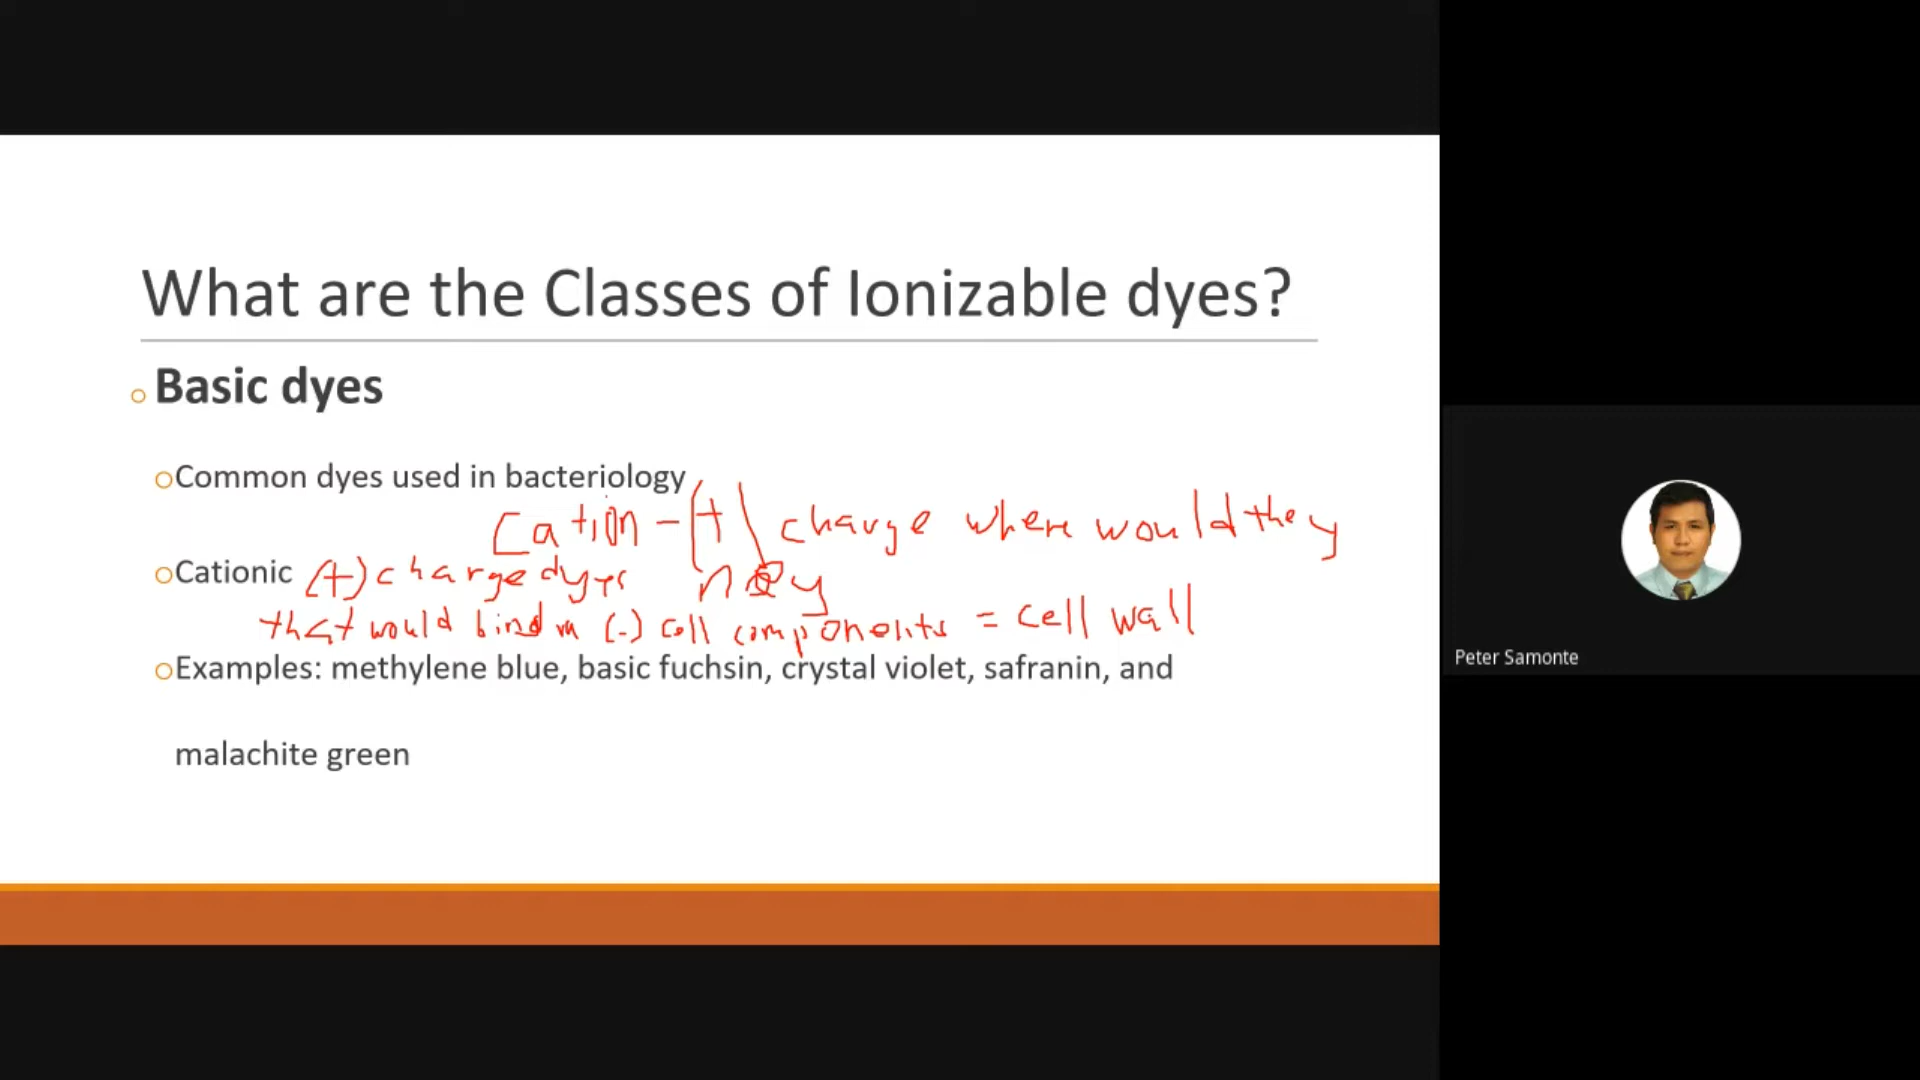 What are the Classes of Ionizable dyes?
Basic dyes
Common dyes used in bacteriology
Cation - (+) charge where would they
Cationic (+) charge dyes
that would bind in (-) cell components = cell wall
Examples: methylene blue, basic fuchsin, crystal violet, safranin, and
malachite green
Peter Samonte